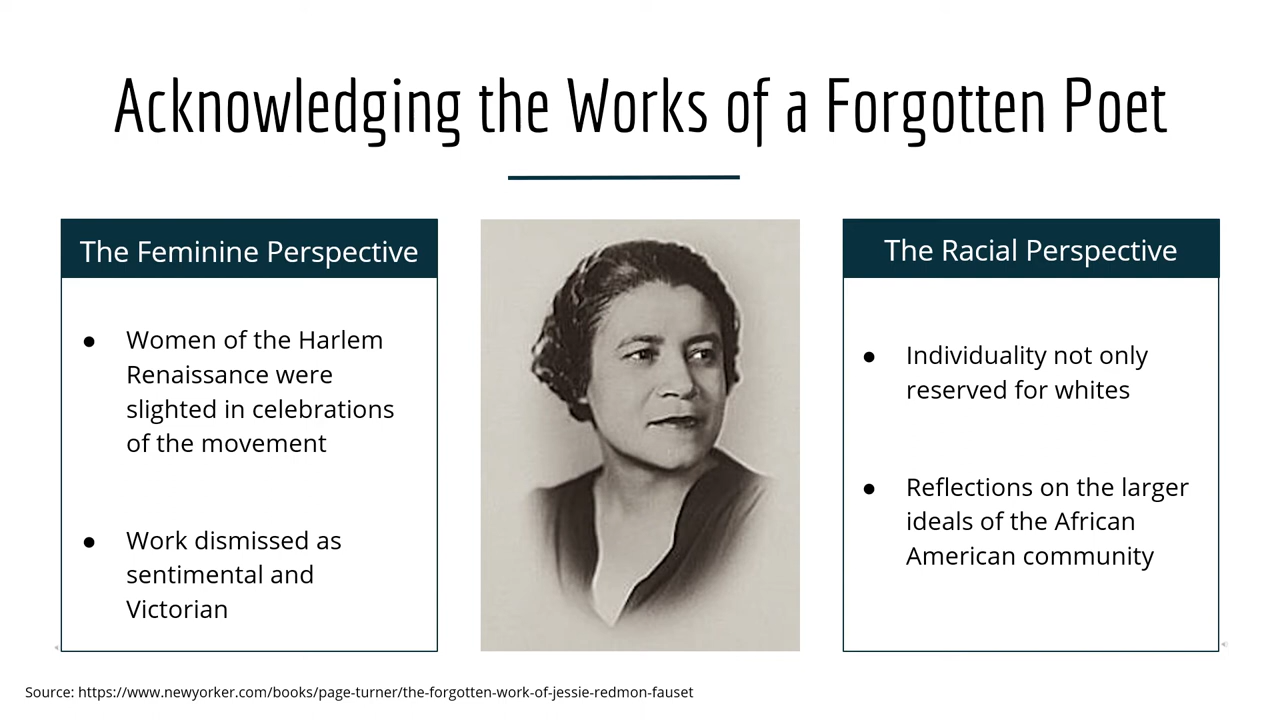 Acknowledging the Works of a Forgotten Poet
The Feminine Perspective
● Women of the Harlem
Renaissance were
slighted in celebrations
of the movement
● Work dismissed as
sentimental and
Victorian
The Racial Perspective
● Individuality not only
reserved for whites
● Reflections on the larger
ideals of the African
American community
Source: https://www.newyorker.com/books/page-turner/the-forgotten-work-of-jessie-redmon-fauset